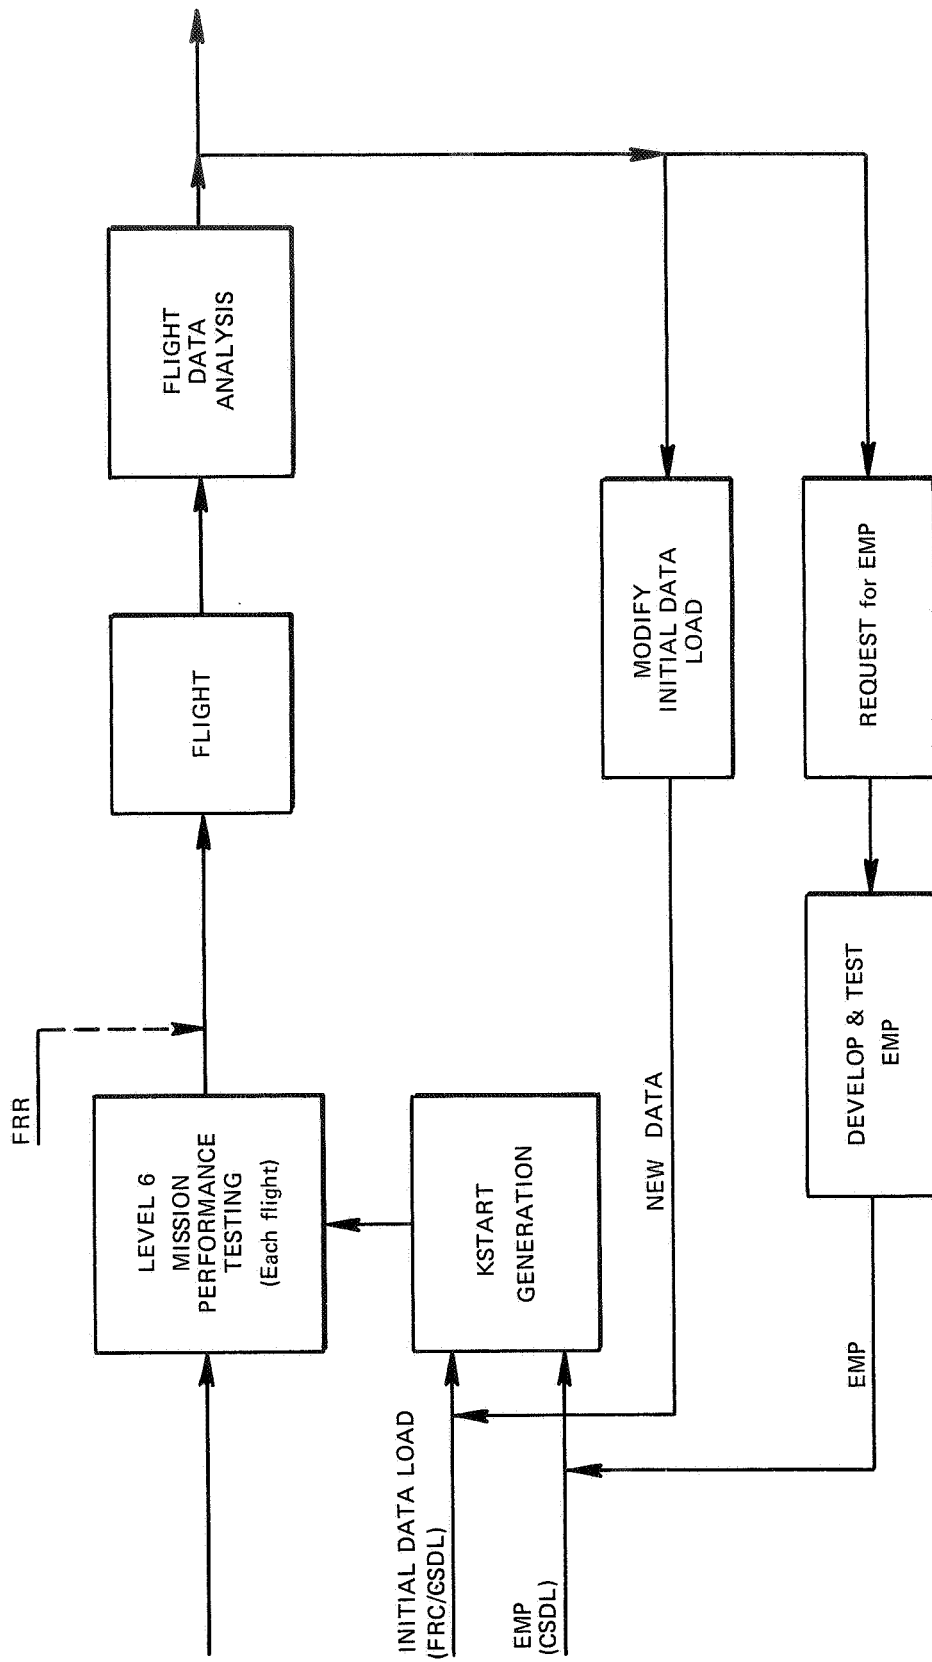 FRR
LEVEL 6
MISSION
PERFORMANCE
TESTING
(Each flight)
FLIGHT
FLIGHT
DATA
ANALYSIS
INITIAL DATA LOAD
(FRC/CSDL)
KSTART
GENERATION
EMP
(CSDL)
NEW DATA
MODIFY
INITIAL DATA
LOAD
EMP
DEVELOP & TEST
EMP
REQUEST for EMP